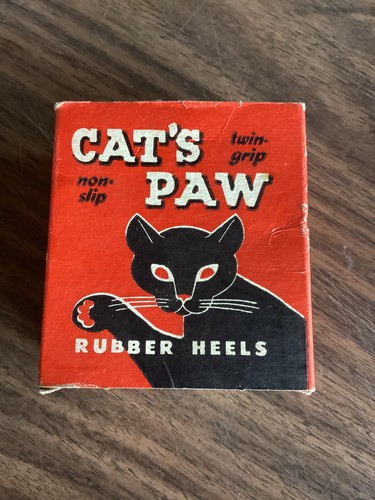 CAT'S
twin-
grip
non-
slip
PAW
RUBBER HEELS